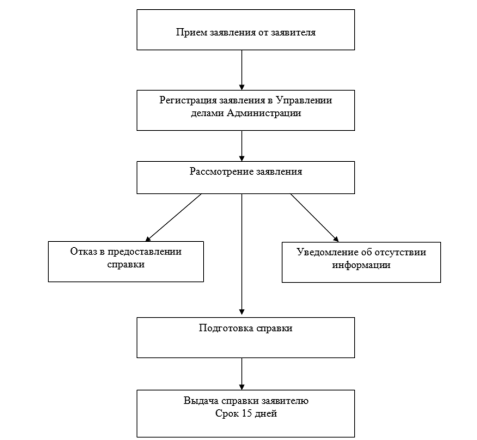 Прием заявления от заявителя
Регистрация заявления в Управлении
делами Администрации
Рассмотрение заявления
Отказ в предоставлении
справки
Уведомление об отсутствии
информации
Подготовка справки
Выдача справки заявителю
Срок 15 дней